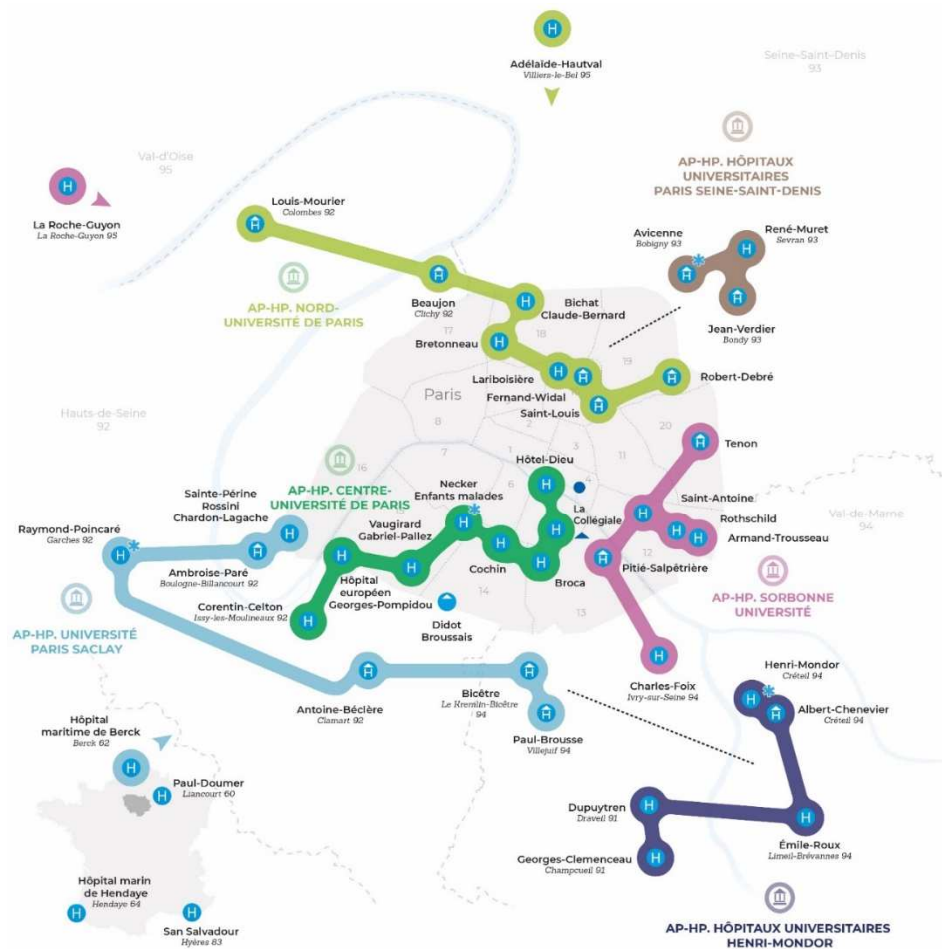 Adélaïde-Hautval
Villiers-le-Bel 95
Seine-Saint-Denis
93
AP-HP. HÔPITAUX
UNIVERSITAIRES
PARIS SEINE-SAINT-DENIS
Val-d'Oise
95
La Roche-Guyon
La Roche-Guyon 95
Louis-Mourier
Colombes 92
Avicenne
Bobigny 93
René-Muret
Sevran 93
AP-HP. NORD-
UNIVERSITÉ DE PARIS
Beaujon
Clichy 92
Bichat
Claude-Bernard
Jean-Verdier
Bondy 93
17
18
Bretonneau
19
Lariboisière
Fernand-Widal
Saint-Louis
Robert-Debré
Paris
Hauts-de-Seine
92
8
2
3
1
20
11
7
6
4
16
Tenon
Hôtel-Dieu
AP-HP. CENTRE-
UNIVERSITÉ DE PARIS
Necker
Enfants malades
Sainte-Périne
Rossini
Chardon-Lagache
Saint-Antoine
Val-de-Marne
94
Raymond-Poincaré
Garches 92
Vaugirard
Gabriel-Pallez
La
Collégiale
Rothschild
Armand-Trousseau
12
Pitié-Salpêtrière
Ambroise-Paré
Boulogne-Billancourt 92
Cochin
Broca
Hôpital
européen
Georges-Pompidou
14
13
AP-HP. SORBONNE
UNIVERSITÉ
Corentin-Celton
Issy-les-Moulineaux 92
AP-HP. UNIVERSITÉ
PARIS SACLAY
Didot
Broussais
Charles-Foix
Ivry-sur-Seine 94
Henri-Mondor
Créteil 94
Antoine-Béclère
Clamart 92
Bicêtre
Le Kremlin-Bicêtre
94
Albert-Chenevier
Créteil 94
Paul-Brousse
Villejuif 94
Hôpital
maritime de Berck
Berck 62
Paul-Doumer
Liancourt 60
Dupuytren
Draveil 91
Émile-Roux
Limeil-Brévannes 94
Georges-Clemenceau
Champcueil 91
Hôpital marin
de Hendaye
Hendaye 64
San Salvadour
Hyères 83
AP-HP. HÔPITAUX UNIVERSITAIRES
HENRI-MONDOR